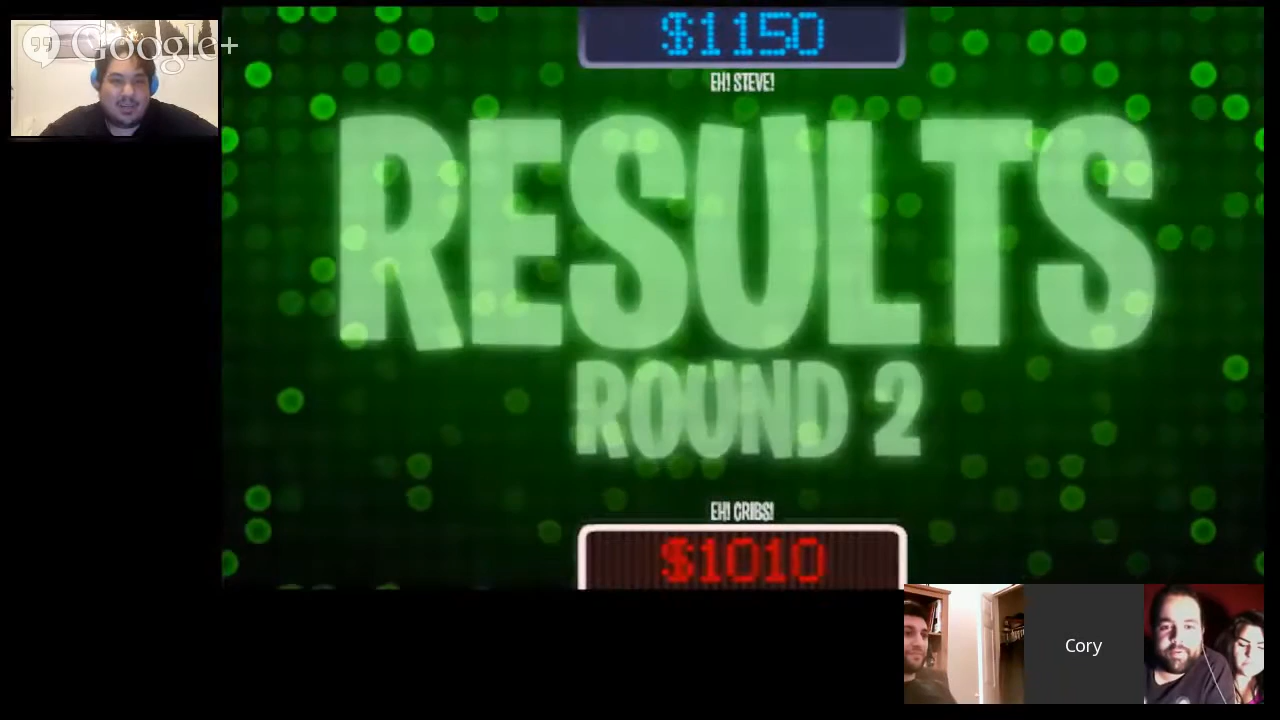 Google+
$1150
EH! STEVE!
RESULTS
ROUND 2
EH! CRIBS!
$1010
Cory